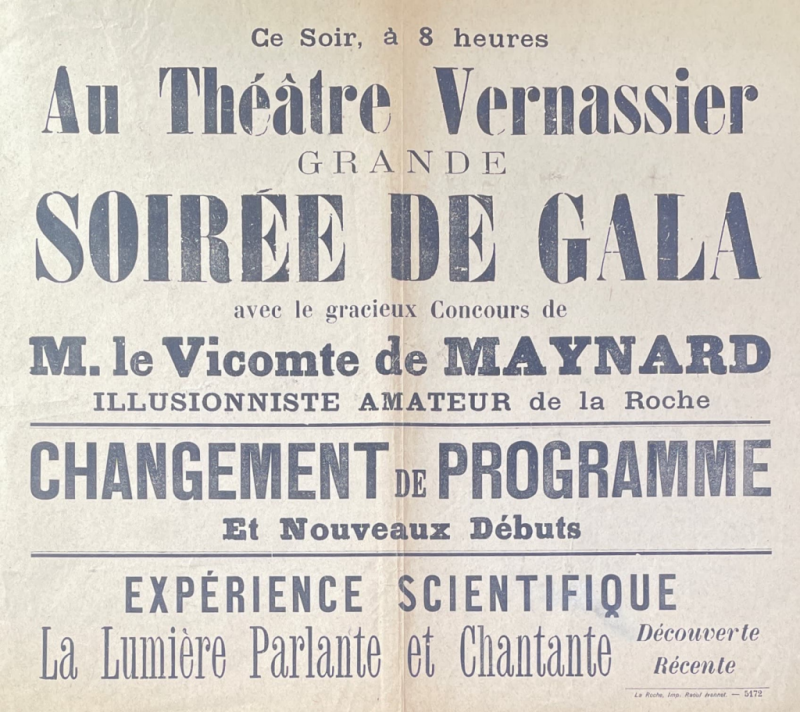 Ce Soir, à 8 heures
Au Théâtre Vernassier
GRANDE
SOIRÉE DE GALA
avec le gracieux Concours de
M. le Vicomte de MAYNARD
ILLUSIONNISTE AMATEUR de la Roche
CHANGEMENT DE PROGRAMME
Et Nouveaux Débuts
EXPÉRIENCE SCIENTIFIQUE
La Lumière Parlante et Chantante
Découverte
Récente
La Roche, Imp. Raoul — 5172